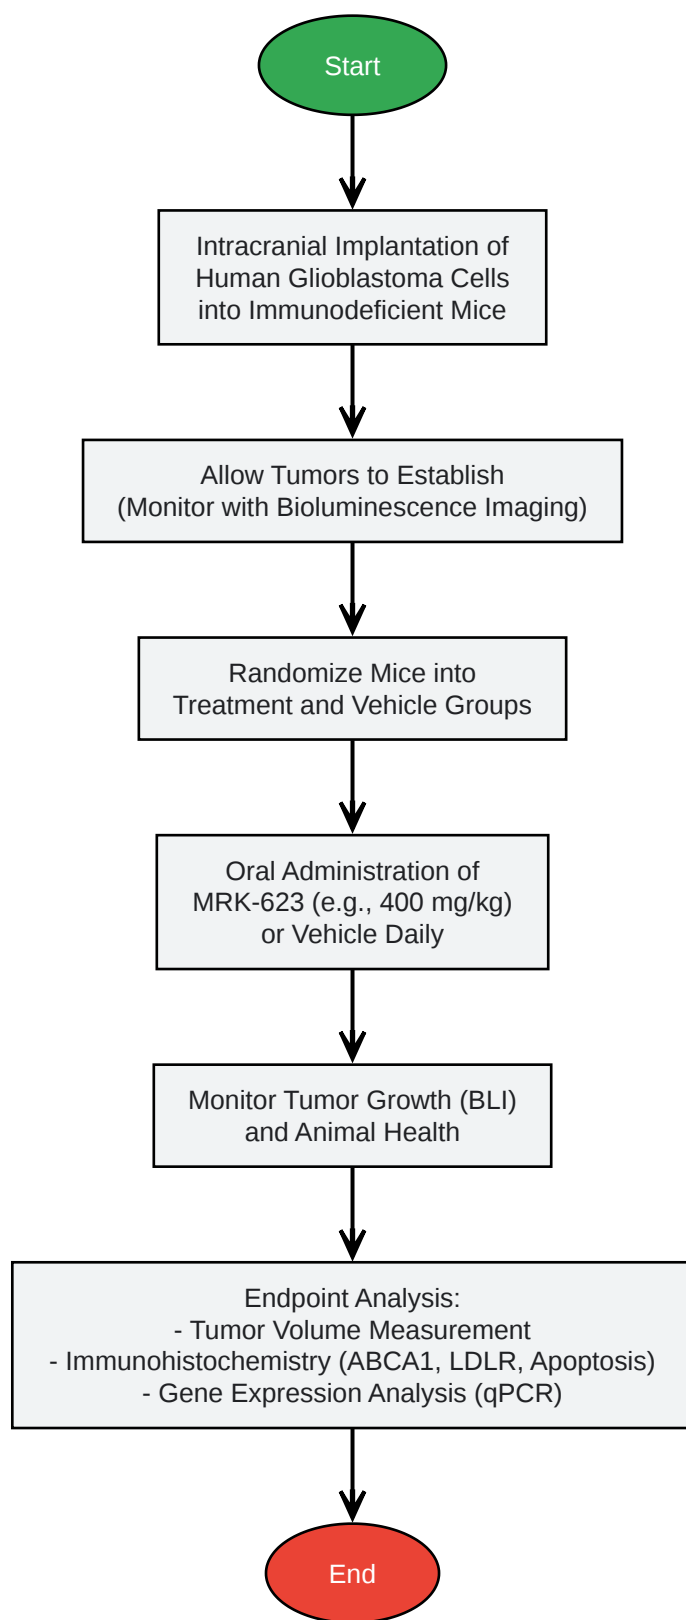 Start
Intracranial Implantation of
Human Glioblastoma Cells
into Immunodeficient Mice
Allow Tumors to Establish
(Monitor with Bioluminescence Imaging)
Randomize Mice into
Treatment and Vehicle Groups
Oral Administration of
MRK-623 (e.g., 400 mg/kg)
or Vehicle Daily
Monitor Tumor Growth (BLI)
and Animal Health
Endpoint Analysis:
- Tumor Volume Measurement
- Immunohistochemistry (ABCA1, LDLR, Apoptosis)
- Gene Expression Analysis (qPCR)
End